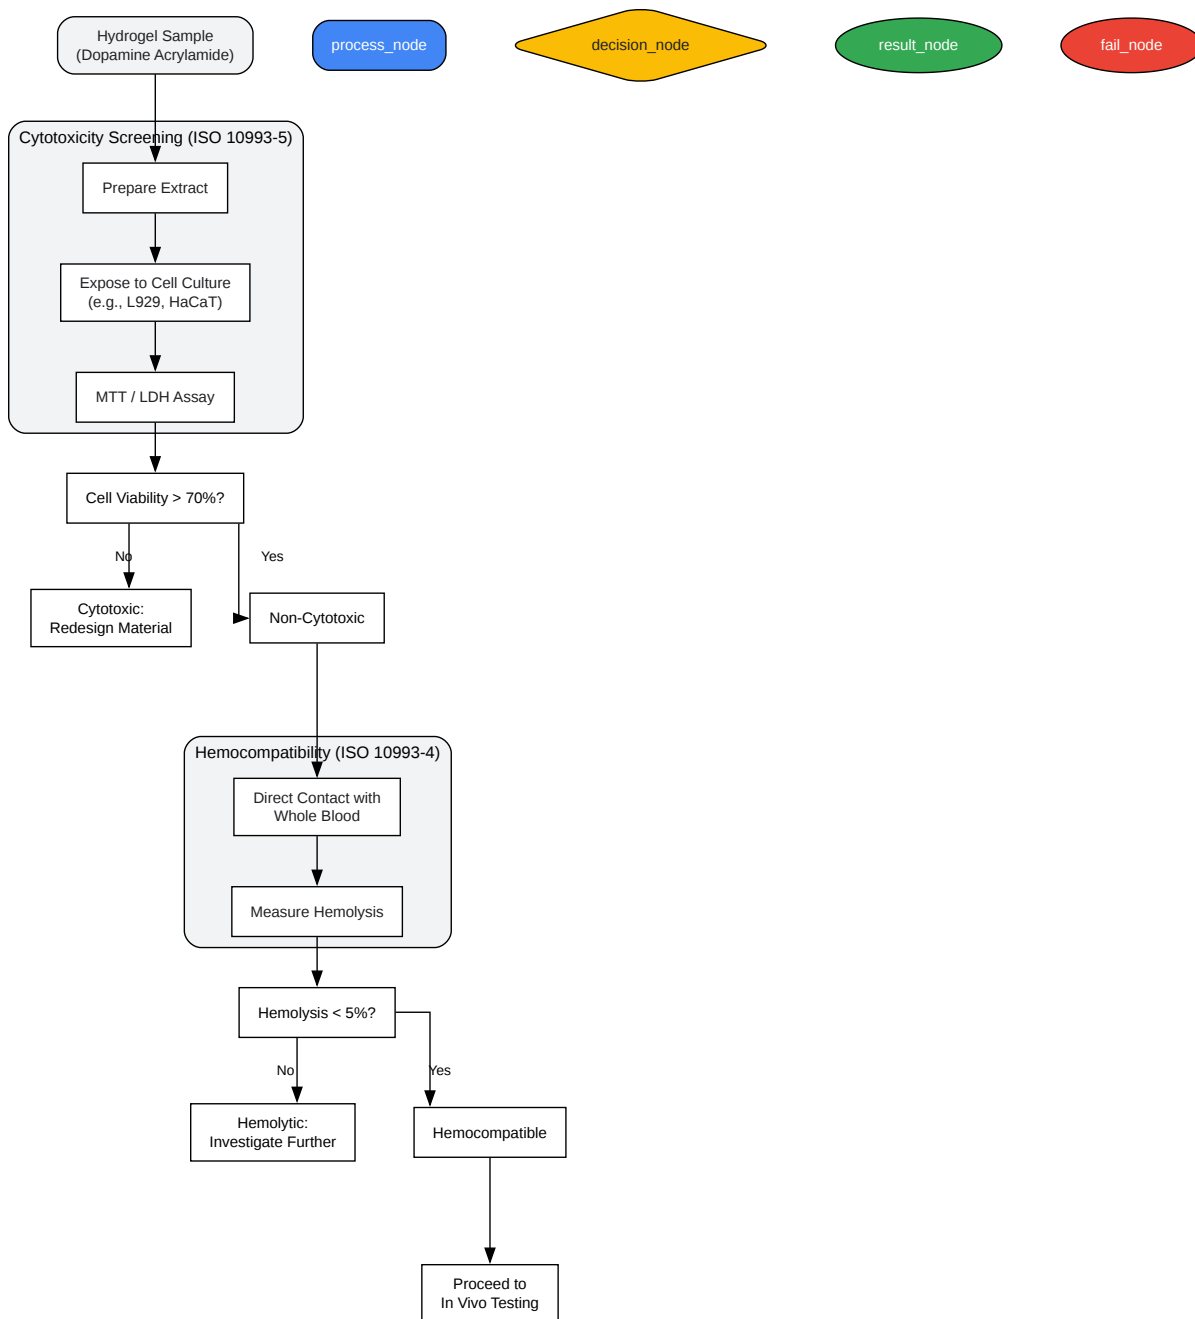 Hydrogel Sample
(Dopamine Acrylamide)
process_node
decision_node
result_node
fail_node
Cytotoxicity Screening (ISO 10993-5)
Prepare Extract
Expose to Cell Culture
(e.g., L929, HaCaT)
MTT / LDH Assay
Cell Viability > 70%?
No
Yes
Cytotoxic:
Redesign Material
Non-Cytotoxic
Hemocompatibility (ISO 10993-4)
Direct Contact with
Whole Blood
Measure Hemolysis
Hemolysis < 5%?
No
Yes
Hemolytic:
Investigate Further
Hemocompatible
Proceed to
In Vivo Testing